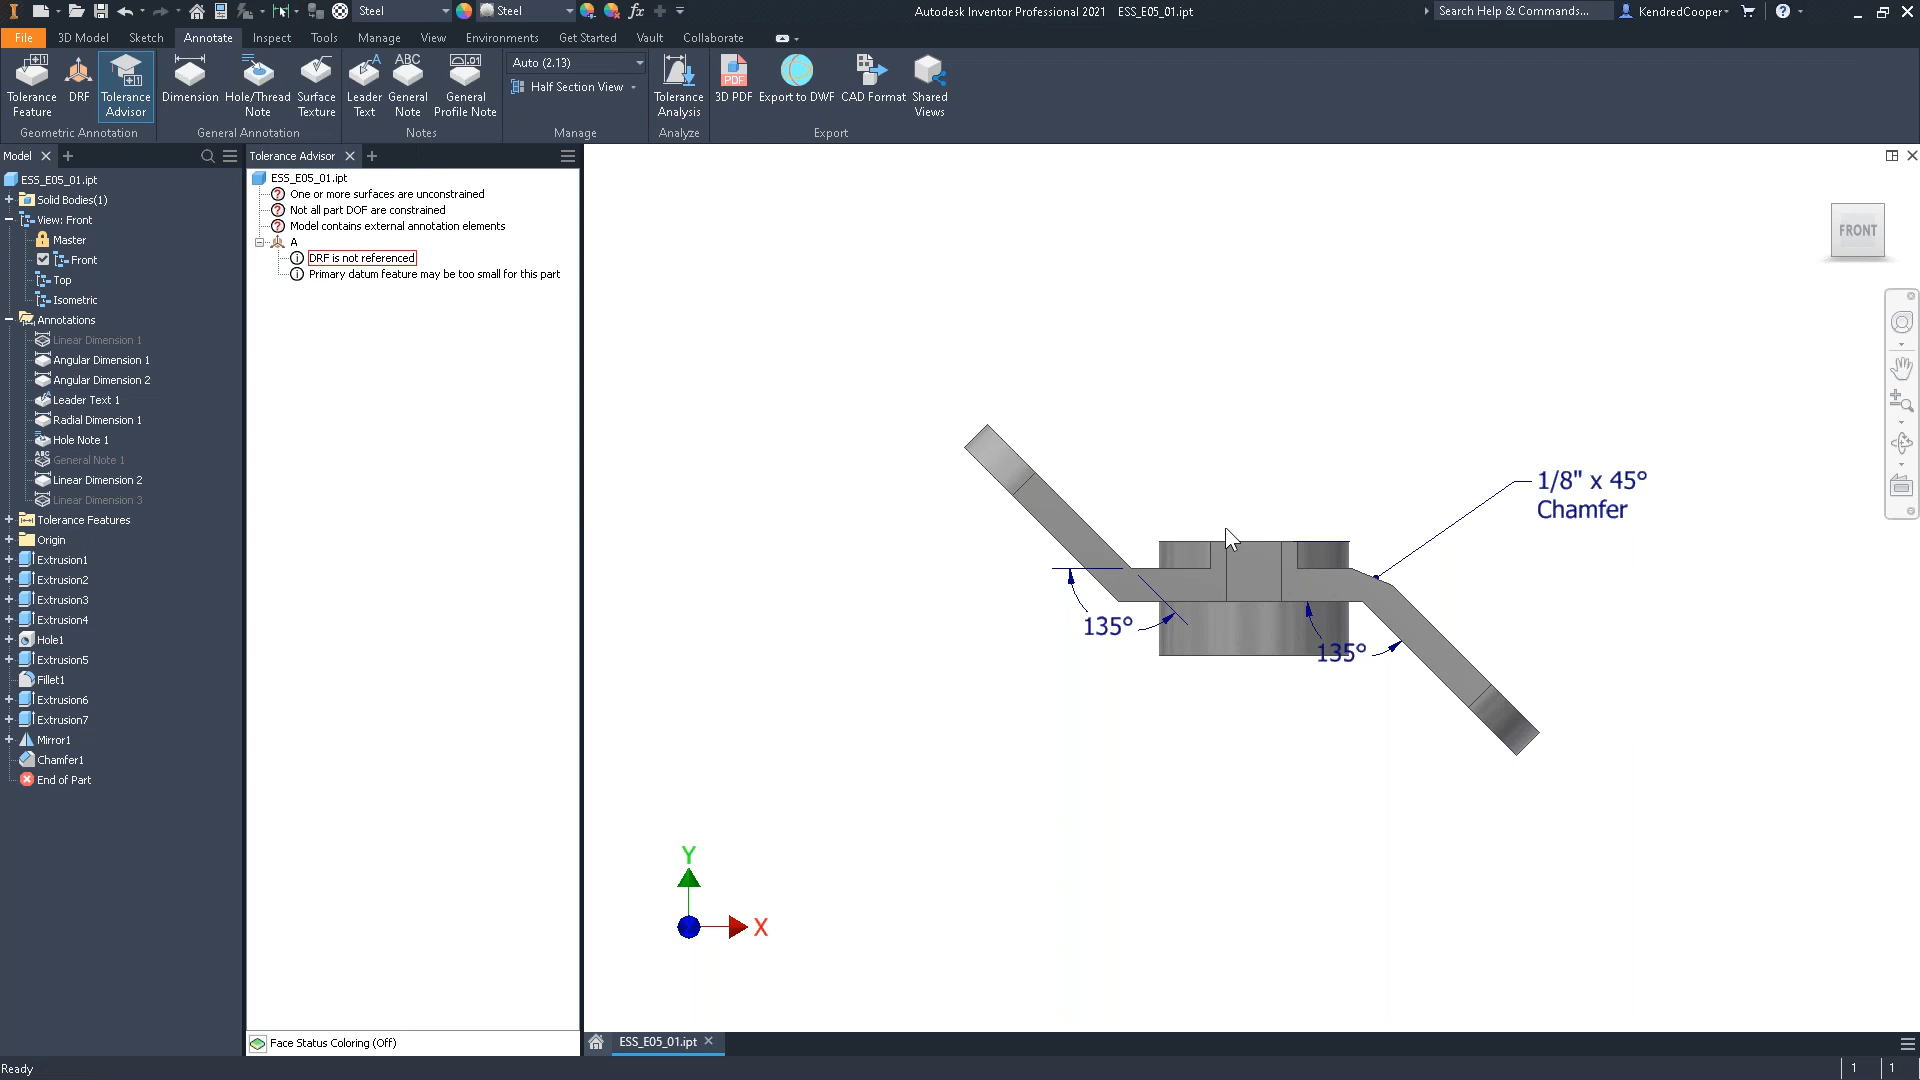 Steel
Steel
fx
Autodesk Inventor Professional 2021 ESS_E05_01.ipt
Search Help & Commands...
KendredCooper
File 3D Model Sketch Annotate Inspect Tools Manage View Environments Get Started Vault Collaborate
Tolerance Feature
DRF
Tolerance Advisor
Dimension
Hole/Thread Note
Surface Texture
ABC
Leader Text
General Note
General Profile Note
Auto (2.13)
Half Section View
Tolerance Analysis
PDF
3D PDF
Export to DWF
CAD Format
Shared Views
Geometric Annotation
General Annotation
Notes
Manage
Analyze
Export
Model
ESS_E05_01.ipt
Solid Bodies(1)
View: Front
Master
Front
Top
Isometric
Annotations
Linear Dimension 1
Angular Dimension 1
Angular Dimension 2
Leader Text 1
Radial Dimension 1
Hole Note 1
General Note 1
Linear Dimension 2
Linear Dimension 3
Tolerance Features
Origin
Extrusion1
Extrusion2
Extrusion3
Extrusion4
Hole1
Extrusion5
Fillet1
Extrusion6
Extrusion7
Mirror1
Chamfer1
End of Part
Tolerance Advisor
ESS_E05_01.ipt
One or more surfaces are unconstrained
Not all part DOF are constrained
Model contains external annotation elements
A
DRF is not referenced
Primary datum feature may be too small for this part
Face Status Coloring (Off)
FRONT
1/8" x 45°
Chamfer
135°
135°
Y
X
ESS_E05_01.ipt
Ready
1 1